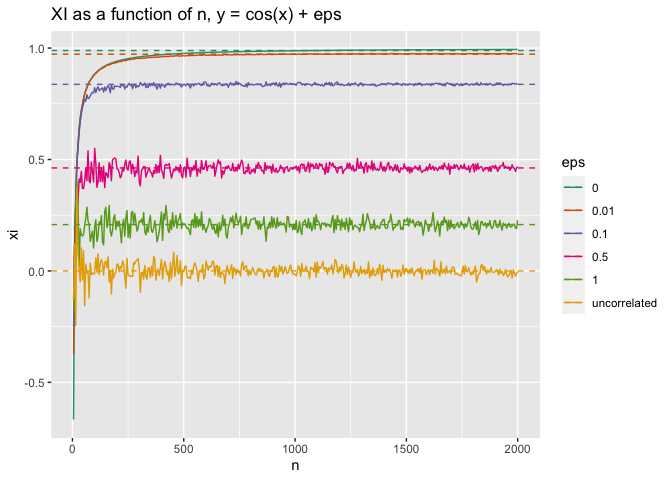 XI as a function of n, y = cos(x) + eps
1.0
0.5
0.0
-0.5
xi
0
500
1000
1500
2000
n
eps
0
0.01
0.1
0.5
1
uncorrelated